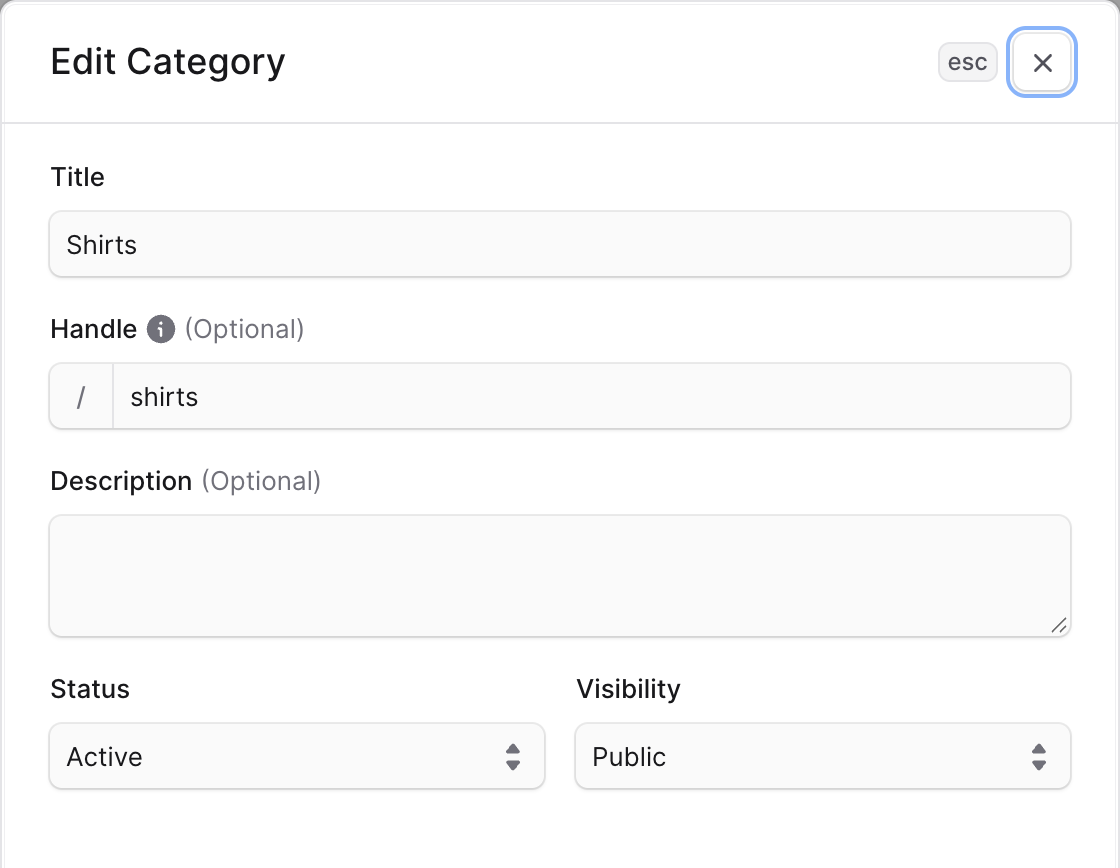 Edit Category esc
Title
Shirts
Handle (Optional)
/ shirts
Description (Optional)
Status Visibility
Active Public